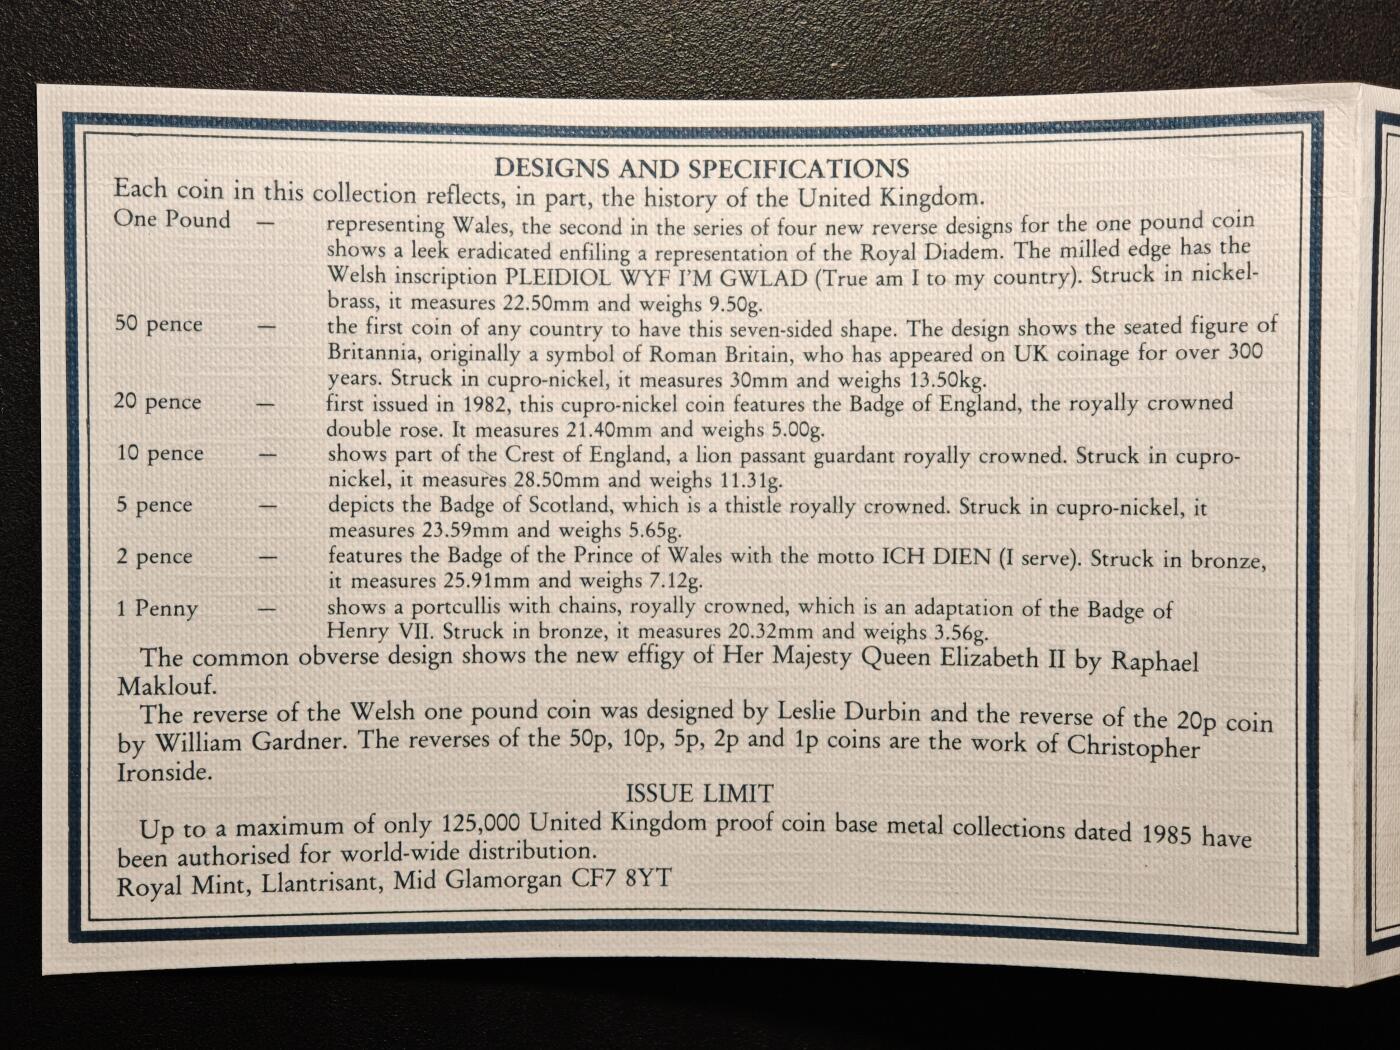 DESIGNS AND SPECIFICATIONS
Each coin in this collection reflects, in part, the history of the United Kingdom.
One Pound — representing Wales, the second in the series of four new reverse designs for the one pound coin
shows a leek eradicated enfiling a representation of the Royal Diadem. The milled edge has the
Welsh inscription PLEIDIOL WYF I'M GWLAD (True am I to my country). Struck in nickel-
brass, it measures 22.50mm and weighs 9.50g.
50 pence — the first coin of any country to have this seven-sided shape. The design shows the seated figure of
Britannia, originally a symbol of Roman Britain, who has appeared on UK coinage for over 300
years. Struck in cupro-nickel, it measures 30mm and weighs 13.50kg.
20 pence — first issued in 1982, this cupro-nickel coin features the Badge of England, the royally crowned
double rose. It measures 21.40mm and weighs 5.00g.
10 pence — shows part of the Crest of England, a lion passant guardant royally crowned. Struck in cupro-
nickel, it measures 28.50mm and weighs 11.31g.
5 pence — depicts the Badge of Scotland, which is a thistle royally crowned. Struck in cupro-nickel, it
measures 23.59mm and weighs 5.65g.
2 pence — features the Badge of the Prince of Wales with the motto ICH DIEN (I serve). Struck in bronze,
it measures 25.91mm and weighs 7.12g.
1 Penny — shows a portcullis with chains, royally crowned, which is an adaptation of the Badge of
Henry VII. Struck in bronze, it measures 20.32mm and weighs 3.56g.
The common obverse design shows the new effigy of Her Majesty Queen Elizabeth II by Raphael
Maklouf.
The reverse of the Welsh one pound coin was designed by Leslie Durbin and the reverse of the 20p coin
by William Gardner. The reverses of the 50p, 10p, 5p, 2p and 1p coins are the work of Christopher
Ironside.
ISSUE LIMIT
Up to a maximum of only 125,000 United Kingdom proof coin base metal collections dated 1985 have
been authorised for world-wide distribution.
Royal Mint, Llantrisant, Mid Glamorgan CF7 8YT